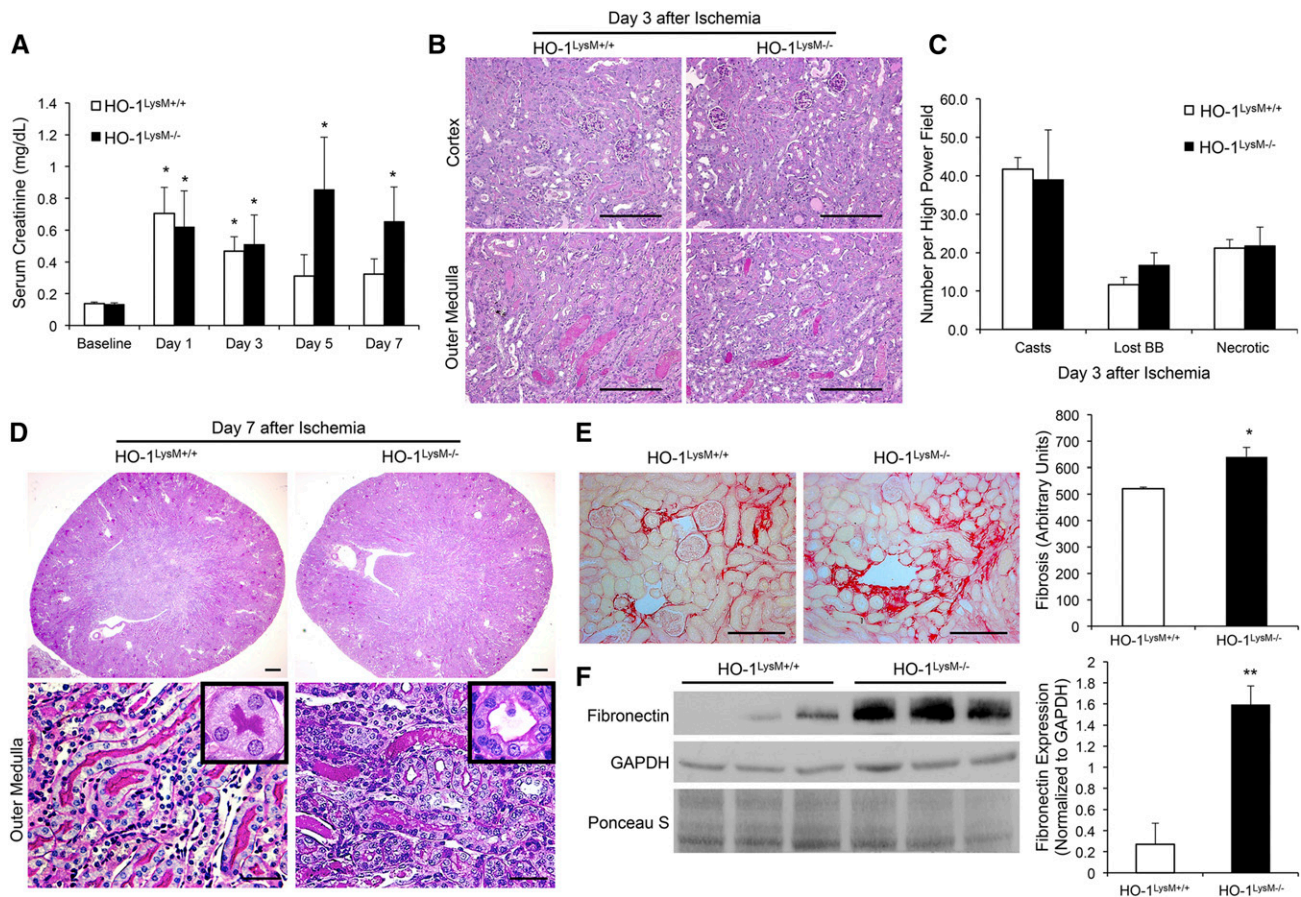 A
HO-1LysM+/+
HO-1LysM-/-
Serum Creatinine (mg/dL)
1.4
1.2
1
0.8
0.6
0.4
0.2
0
* * * * * *
Baseline Day 1 Day 3 Day 5 Day 7
B
Day 3 after Ischemia
HO-1LysM+/+ HO-1LysM-/-
Cortex
Outer Medulla
C
HO-1LysM+/+
HO-1LysM-/-
Number per High Power Field
60.0
50.0
40.0
30.0
20.0
10.0
0.0
Casts Lost BB Necrotic
Day 3 after Ischemia
D
Day 7 after Ischemia
HO-1LysM+/+ HO-1LysM-/-
Outer Medulla
E
HO-1LysM+/+ HO-1LysM-/-
Fibrosis (Arbitrary Units)
800
700
600
500
400
300
200
100
0
*
HO-1LysM+/+ HO-1LysM-/-
F
HO-1LysM+/+ HO-1LysM-/-
Fibronectin
GAPDH
Ponceau S
Fibronectin Expression
(Normalized to GAPDH)
2
1.8
1.6
1.4
1.2
1
0.8
0.6
0.4
0.2
0
**
HO-1LysM+/+ HO-1LysM-/-